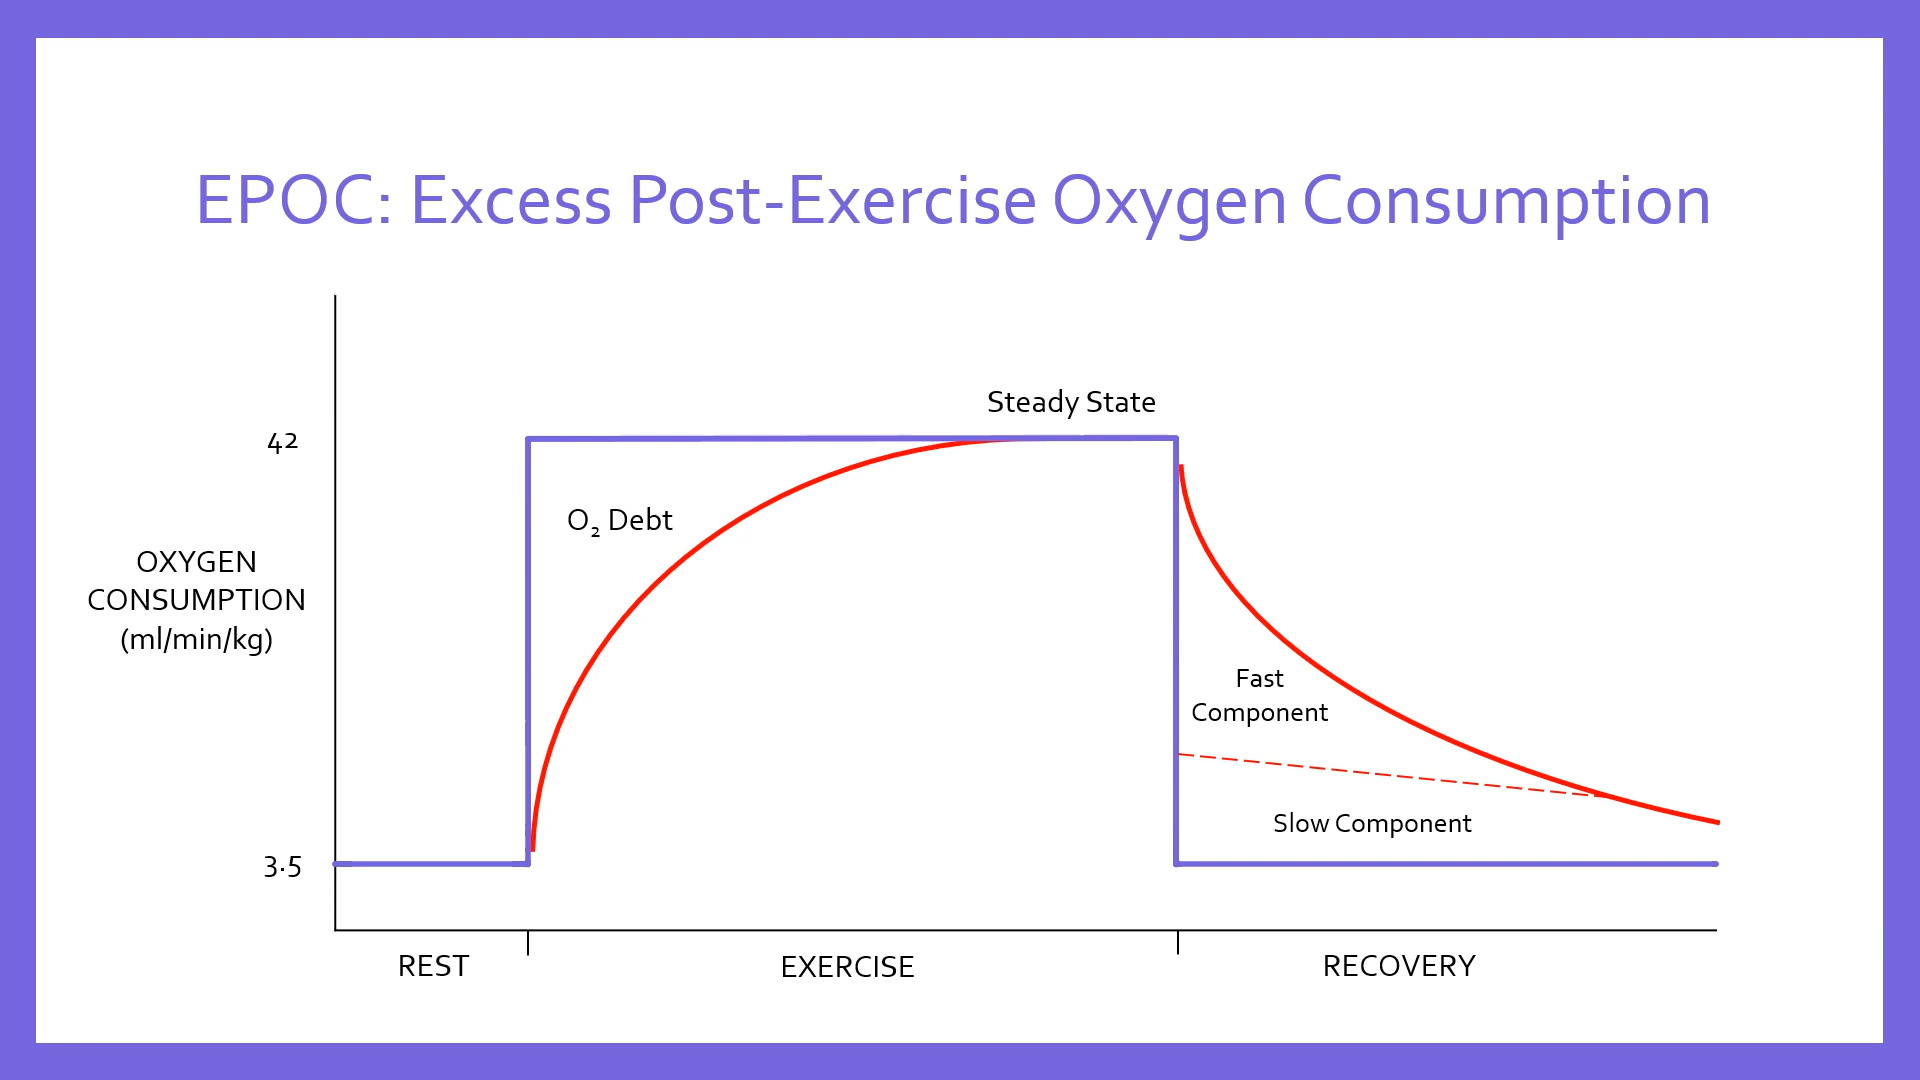 EPOC: Excess Post-Exercise Oxygen Consumption
Steady State
42
O₂ Debt
OXYGEN
CONSUMPTION
(ml/min/kg)
Fast
Component
Slow Component
3.5
REST
EXERCISE
RECOVERY